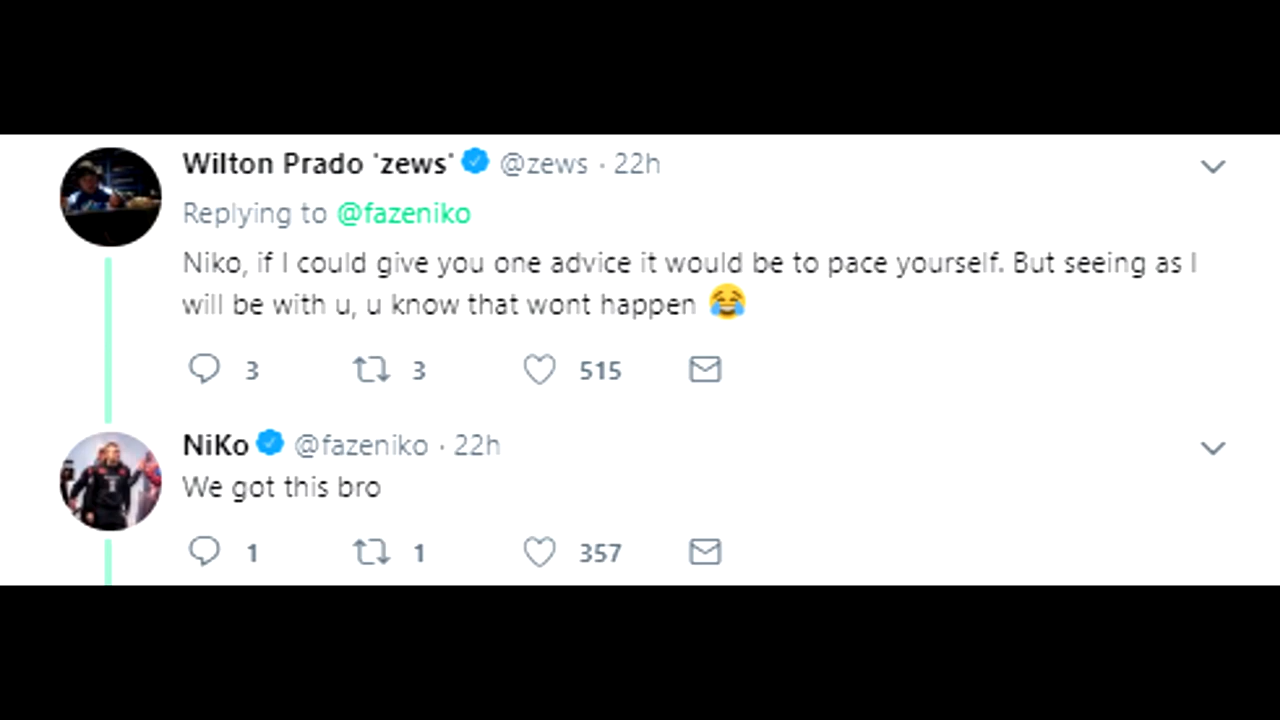 Wilton Prado 'zews' @zews · 22h
Replying to @fazeniko
Niko, if I could give you one advice it would be to pace yourself. But seeing as I
will be with u, u know that wont happen 😂
3 3 515
NiKo @fazeniko · 22h
We got this bro
1 1 357